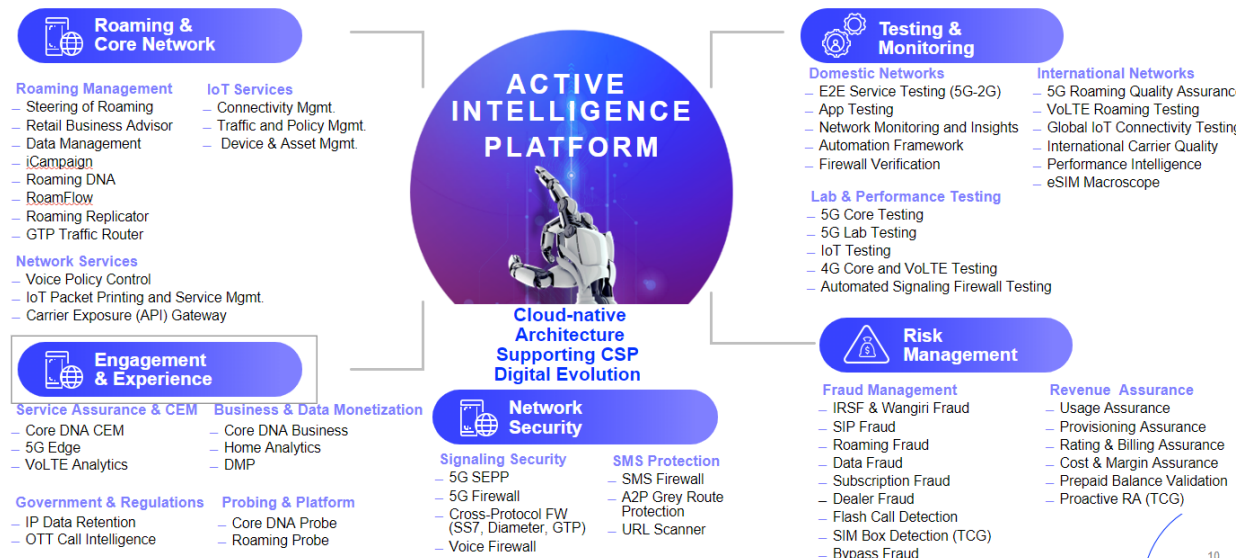 Roaming &
Core Network
Roaming Management
– Steering of Roaming
– Retail Business Advisor
– Data Management
– iCampaign
– Roaming DNA
– RoamFlow
– Roaming Replicator
– GTP Traffic Router
IoT Services
– Connectivity Mgmt.
– Traffic and Policy Mgmt.
– Device & Asset Mgmt.
Network Services
– Voice Policy Control
– IoT Packet Printing and Service Mgmt.
– Carrier Exposure (API) Gateway
ACTIVE
INTELLIGENCE
PLATFORM
Cloud-native
Architecture
Supporting CSP
Digital Evolution
Testing &
Monitoring
Domestic Networks
– E2E Service Testing (5G-2G)
– App Testing
– Network Monitoring and Insights
– Automation Framework
– Firewall Verification
International Networks
– 5G Roaming Quality Assurance
– VoLTE Roaming Testing
– Global IoT Connectivity Testing
– International Carrier Quality
– Performance Intelligence
– eSIM Macroscope
Lab & Performance Testing
– 5G Core Testing
– 5G Lab Testing
– IoT Testing
– 4G Core and VoLTE Testing
– Automated Signaling Firewall Testing
Engagement
& Experience
Service Assurance & CEM
– Core DNA CEM
– 5G Edge
– VoLTE Analytics
Business & Data Monetization
– Core DNA Business
– Home Analytics
– DMP
Government & Regulations
– IP Data Retention
– OTT Call Intelligence
Probing & Platform
– Core DNA Probe
– Roaming Probe
Network
Security
Signaling Security
– 5G SEPP
– 5G Firewall
– Cross-Protocol FW
(SS7, Diameter, GTP)
– Voice Firewall
SMS Protection
– SMS Firewall
– A2P Grey Route
Protection
– URL Scanner
Risk
Management
Fraud Management
– IRSF & Wangiri Fraud
– SIP Fraud
– Roaming Fraud
– Data Fraud
– Subscription Fraud
– Dealer Fraud
– Flash Call Detection
– SIM Box Detection (TCG)
– Bypass Fraud
Revenue Assurance
– Usage Assurance
– Provisioning Assurance
– Rating & Billing Assurance
– Cost & Margin Assurance
– Prepaid Balance Validation
– Proactive RA (TCG)
10